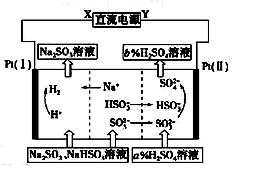 X 直流电源 Y
Na₂SO₃溶液 b%H₂SO₄溶液
Pt(Ⅰ) Pt(Ⅱ)
H₂ Na⁺ SO₄²⁻
HSO₃⁻ HSO₃⁻
H⁺
SO₃²⁻ SO₃²⁻
Na₂SO₃、NaHSO₃溶液 a%H₂SO₄溶液